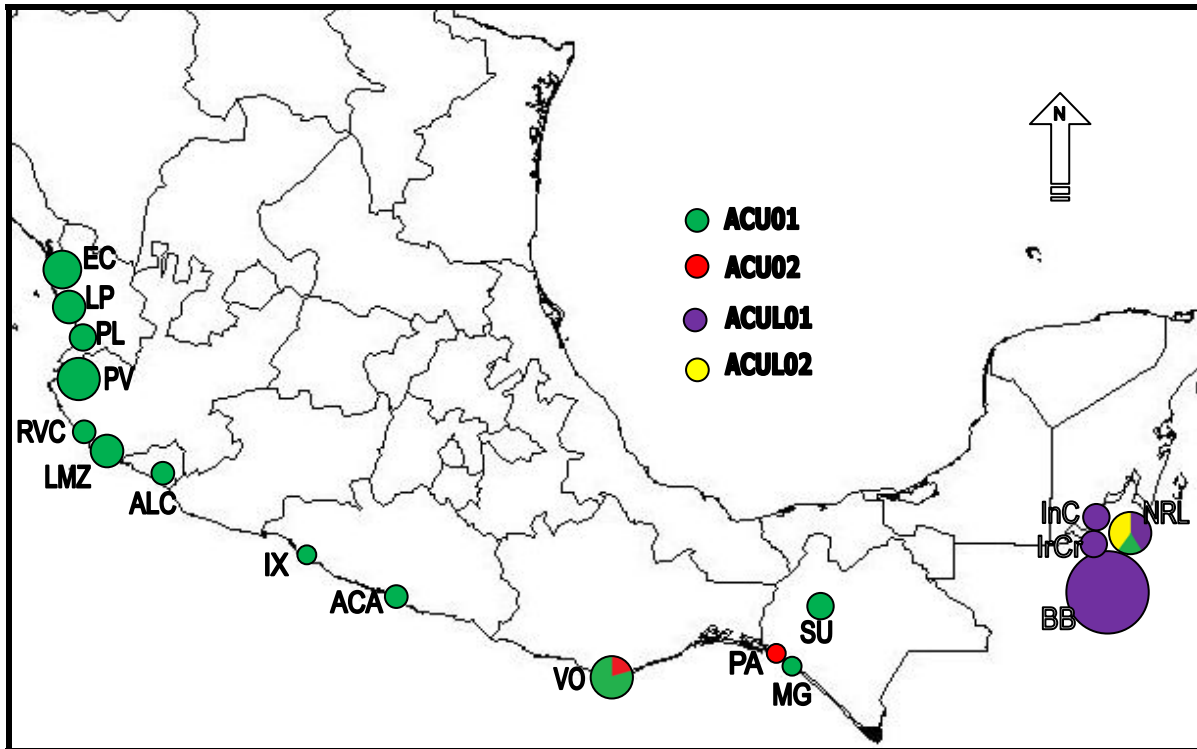 N
ACU01
ACU02
ACUL01
ACUL02
EC
LP
PL
PV
RVC
LMZ
ALC
IX
ACA
VO
PA
MG
SU
InC
NRL
IrCr
BB